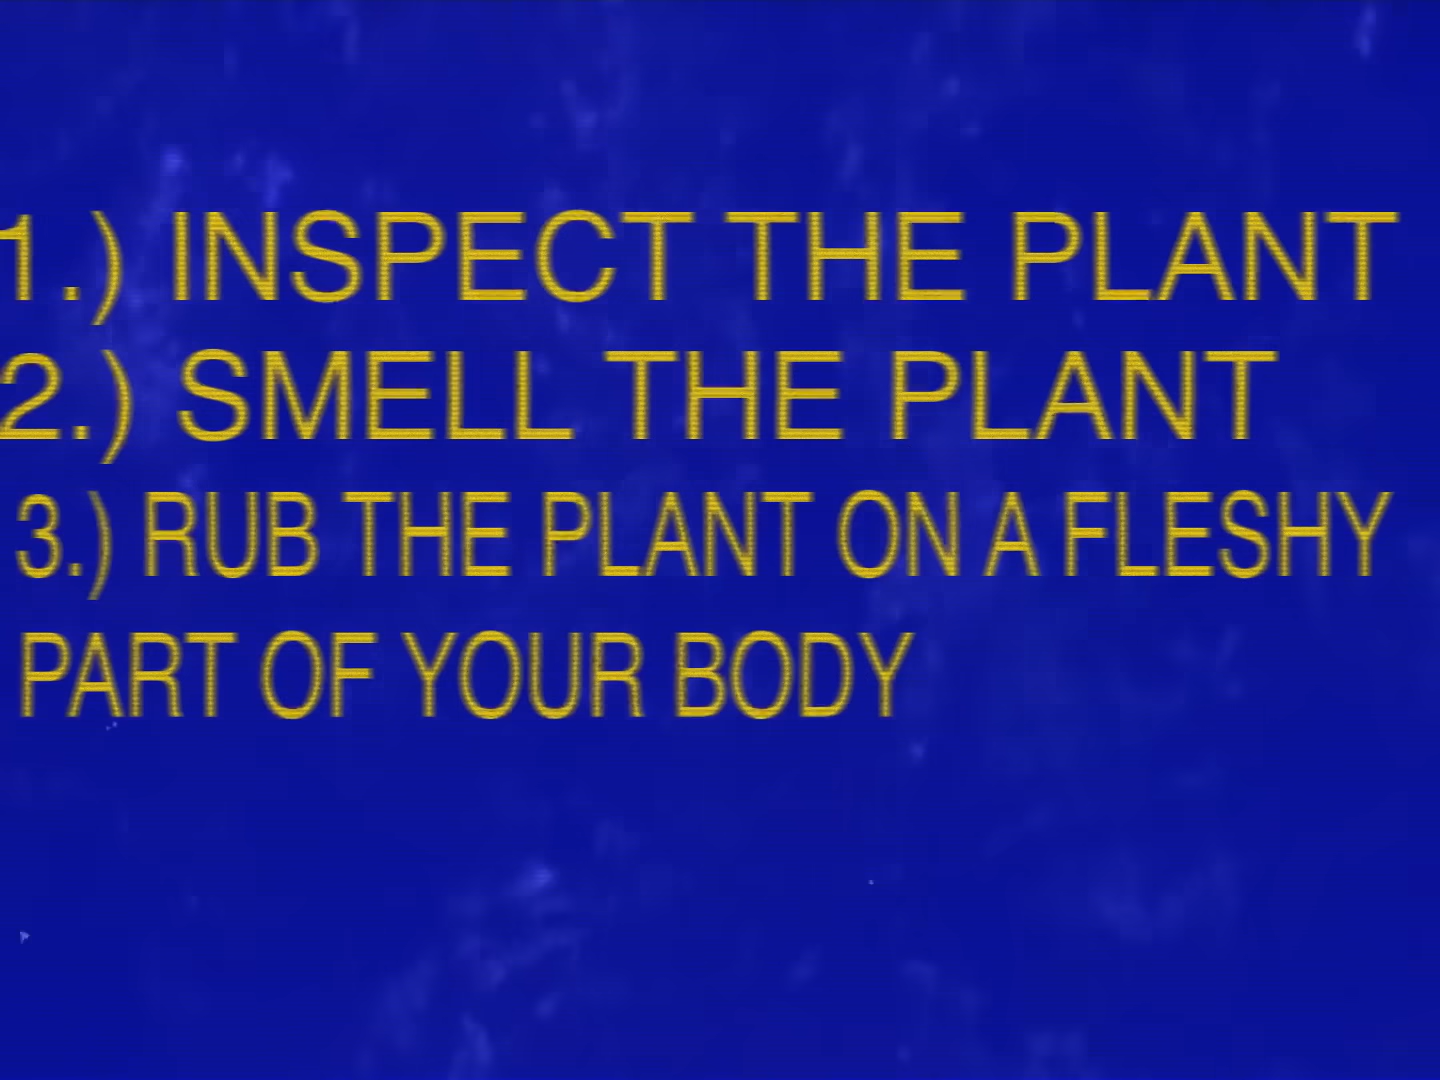 1.) INSPECT THE PLANT
2.) SMELL THE PLANT
3.) RUB THE PLANT ON A FLESHY
PART OF YOUR BODY